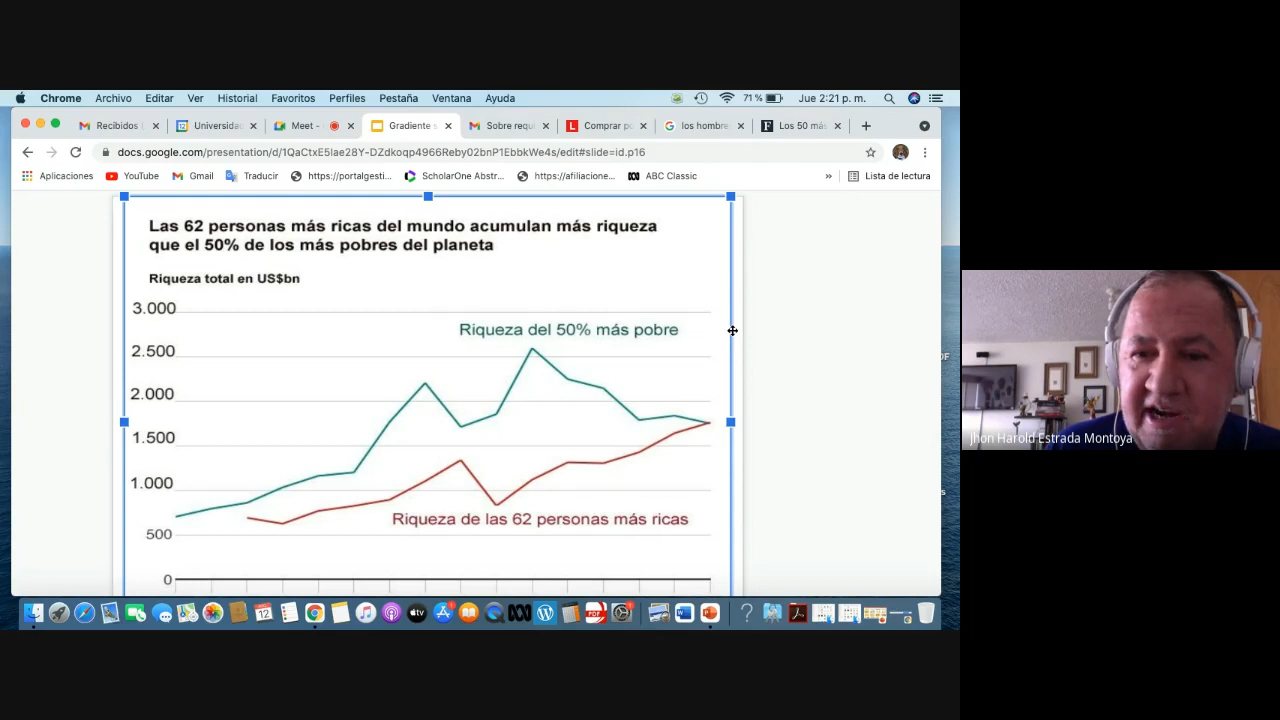 Chrome Archivo Editar Ver Historial Favoritos Perfiles Pestaña Ventana Ayuda 71 % Jue 2:21 p. m.
Recibidos Universidad Meet - Gradiente s Sobre requi Comprar po los hombre Los 50 más
docs.google.com/presentation/d/1QaCtxE5lae28Y-DZdkoqp4966Reby02bnP1EbbkWe4s/edit#slide=id.p16
Aplicaciones YouTube Gmail Traducir https://portalgesti... ScholarOne Abstr... https://afiliacione... ABC Classic » Lista de lectura
Las 62 personas más ricas del mundo acumulan más riqueza
que el 50% de los más pobres del planeta
Riqueza total en US$bn
3.000
Riqueza del 50% más pobre
2.500
2.000
1.500
1.000
Riqueza de las 62 personas más ricas
500
0
Jhon Harold Estrada Montoya